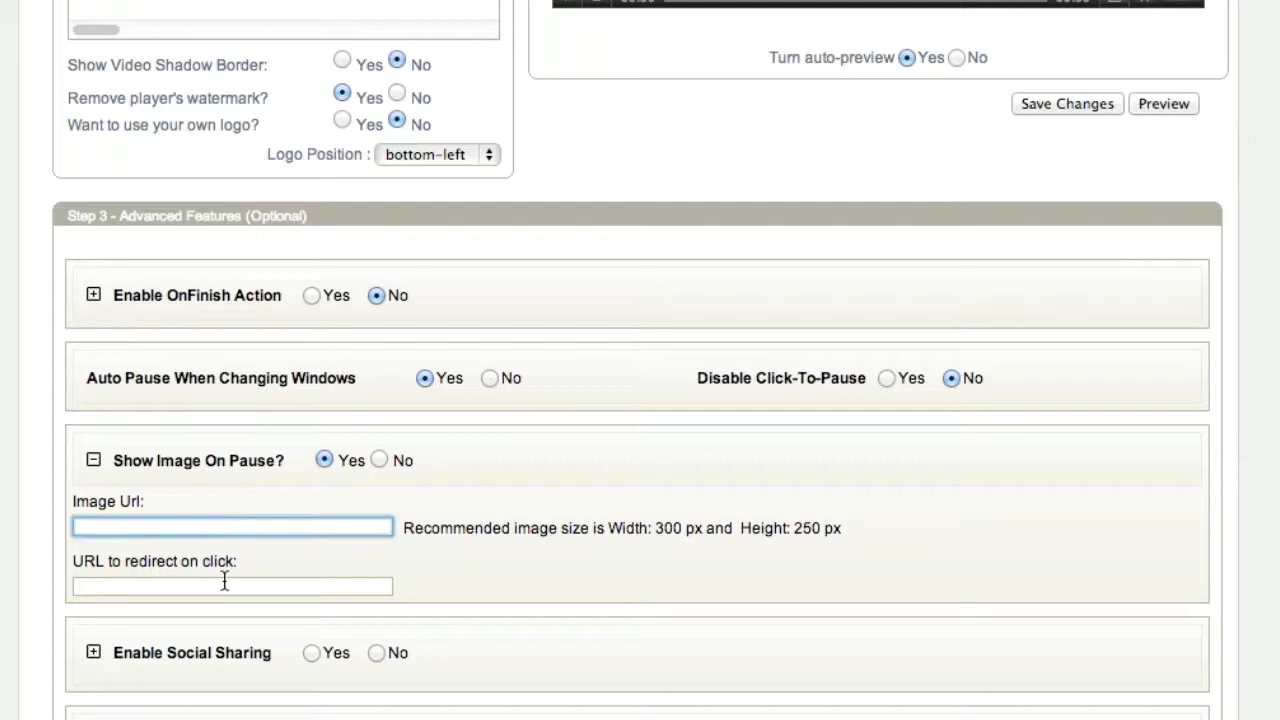 Show Video Shadow Border: Yes No
Remove player's watermark? Yes No
Want to use your own logo? Yes No
Logo Position : bottom-left
Turn auto-preview Yes No
Save Changes Preview
Step 3 - Advanced Features (Optional)
Enable OnFinish Action Yes No
Auto Pause When Changing Windows Yes No Disable Click-To-Pause Yes No
Show Image On Pause? Yes No
Image Url:
Recommended image size is Width: 300 px and Height: 250 px
URL to redirect on click:
Enable Social Sharing Yes No